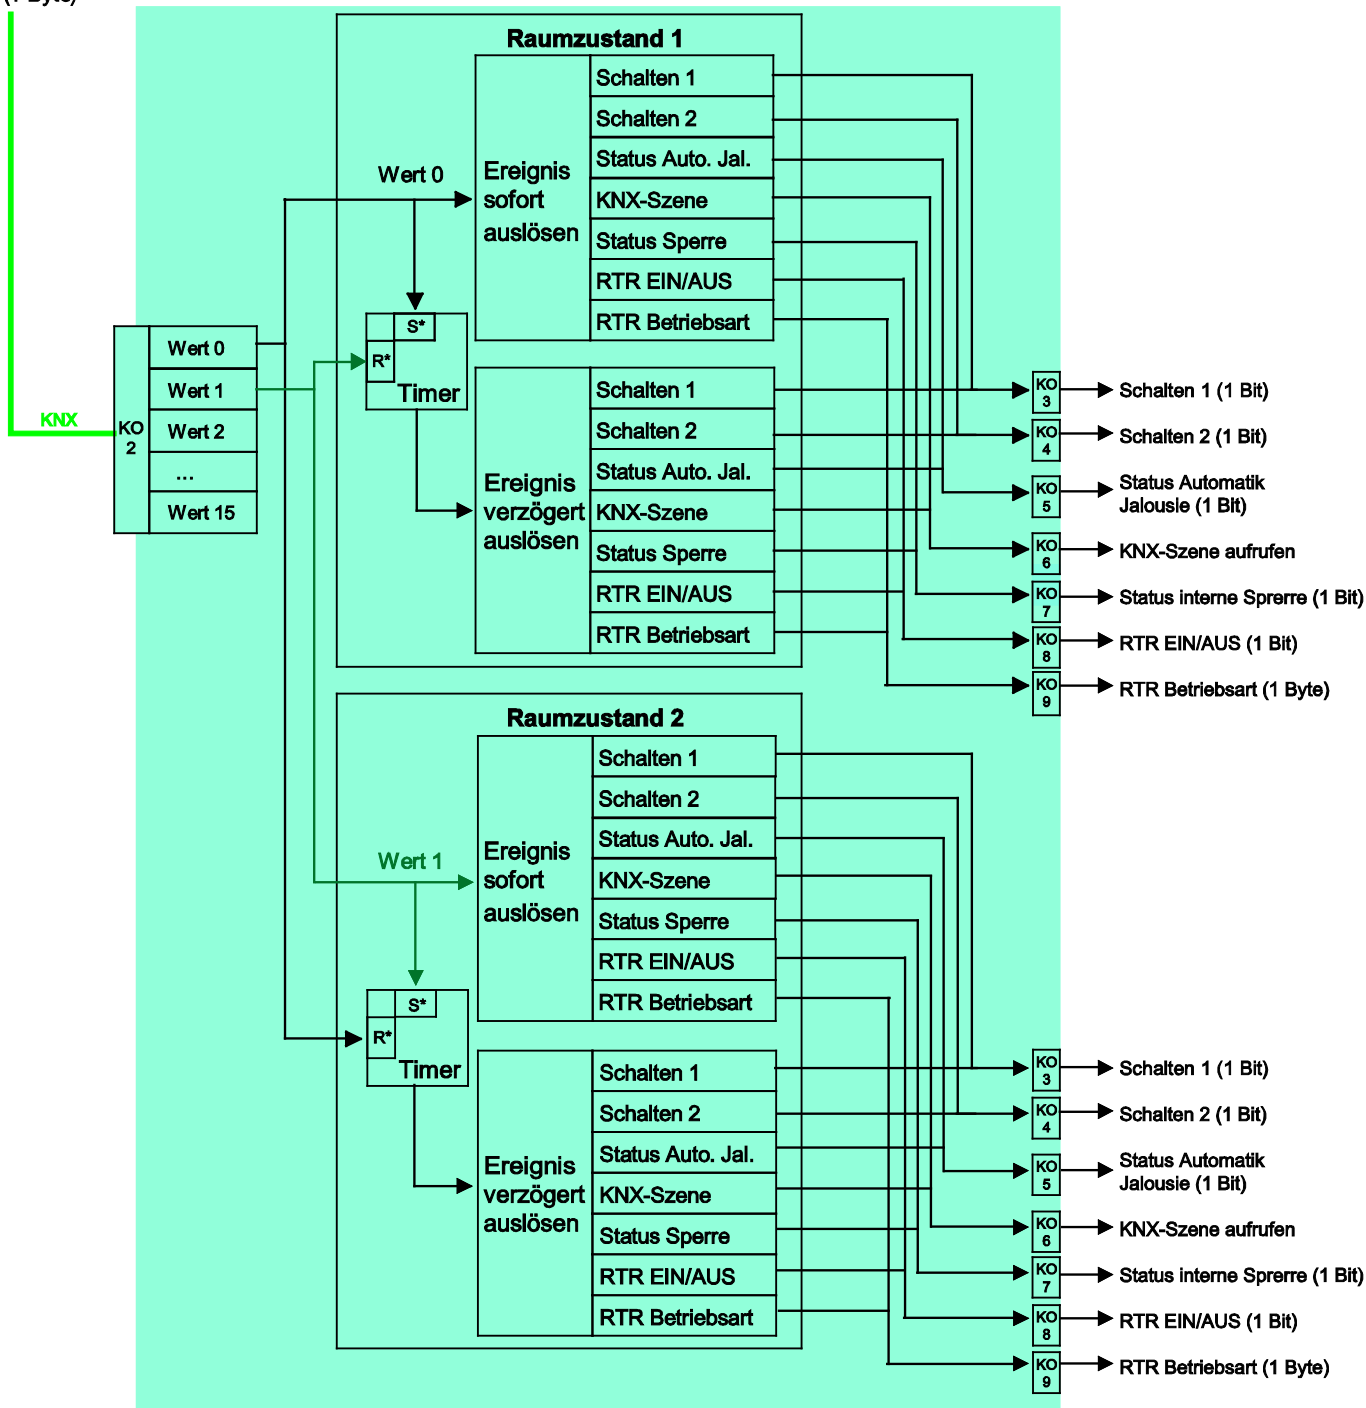 (1 Byte)
KNX
KO
2
Wert 0
Wert 1
Wert 2
...
Wert 15
Raumzustand 1
Wert 0
S*
R*
Timer
Ereignis
sofort
auslösen
Schalten 1
Schalten 2
Status Auto. Jal.
KNX-Szene
Status Sperre
RTR EIN/AUS
RTR Betriebsart
Ereignis
verzögert
auslösen
Schalten 1
Schalten 2
Status Auto. Jal.
KNX-Szene
Status Sperre
RTR EIN/AUS
RTR Betriebsart
KO
3
Schalten 1 (1 Bit)
KO
4
Schalten 2 (1 Bit)
KO
5
Status Automatik
Jalousie (1 Bit)
KO
6
KNX-Szene aufrufen
KO
7
Status interne Sprerre (1 Bit)
KO
8
RTR EIN/AUS (1 Bit)
KO
9
RTR Betriebsart (1 Byte)
Raumzustand 2
Wert 1
S*
R*
Timer
Ereignis
sofort
auslösen
Schalten 1
Schalten 2
Status Auto. Jal.
KNX-Szene
Status Sperre
RTR EIN/AUS
RTR Betriebsart
Ereignis
verzögert
auslösen
Schalten 1
Schalten 2
Status Auto. Jal.
KNX-Szene
Status Sperre
RTR EIN/AUS
RTR Betriebsart
KO
3
Schalten 1 (1 Bit)
KO
4
Schalten 2 (1 Bit)
KO
5
Status Automatik
Jalousie (1 Bit)
KO
6
KNX-Szene aufrufen
KO
7
Status interne Sprerre (1 Bit)
KO
8
RTR EIN/AUS (1 Bit)
KO
9
RTR Betriebsart (1 Byte)